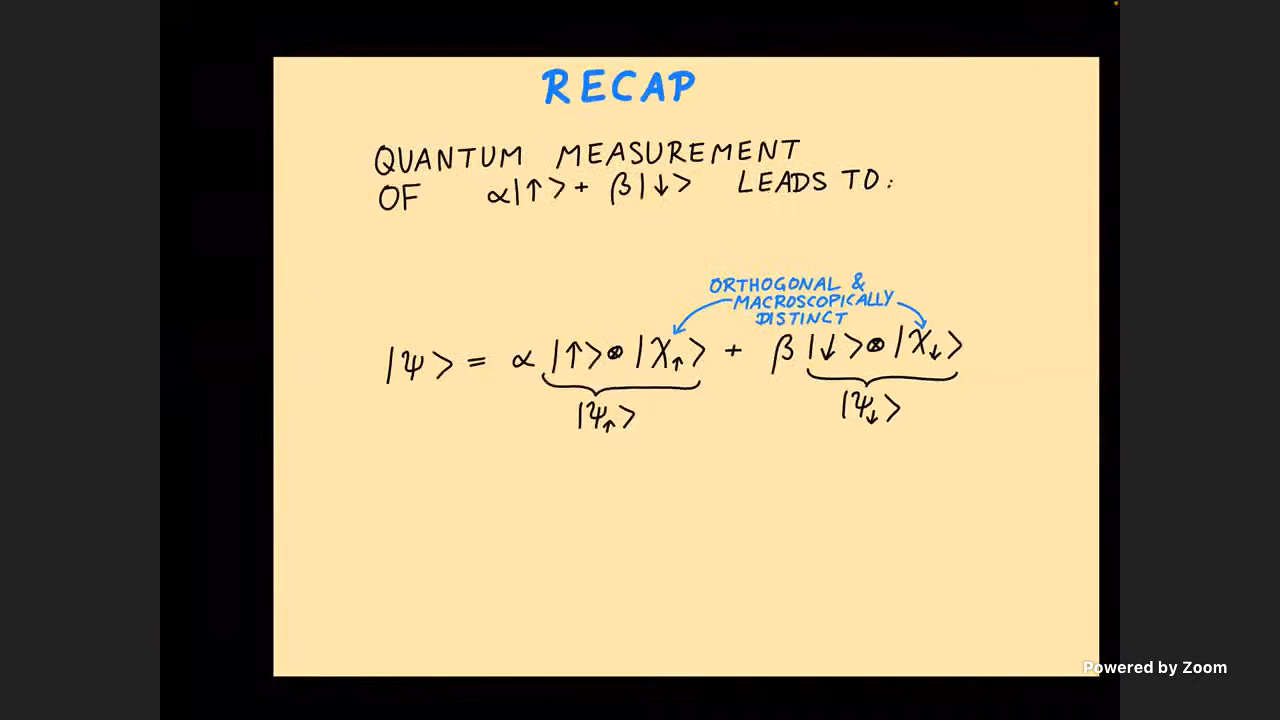 RECAP
QUANTUM MEASUREMENT
OF α|↑> + β|↓> LEADS TO:
ORTHOGONAL &
MACROSCOPICALLY
DISTINCT
|Ψ> = α|↑>⊗|χ↑> + β|↓>⊗|χ↓>
|Ψ↑> |Ψ↓>
Powered by Zoom